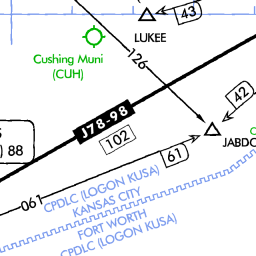 43
LUKEE
Cushing Muni
(CUH)
126
42
J78-98
102
JABDO
S
) 88
61
061
CPDLC (LOGON KUSA)
KANSAS CITY
FORT WORTH
CPDLC (LOGON KUSA)